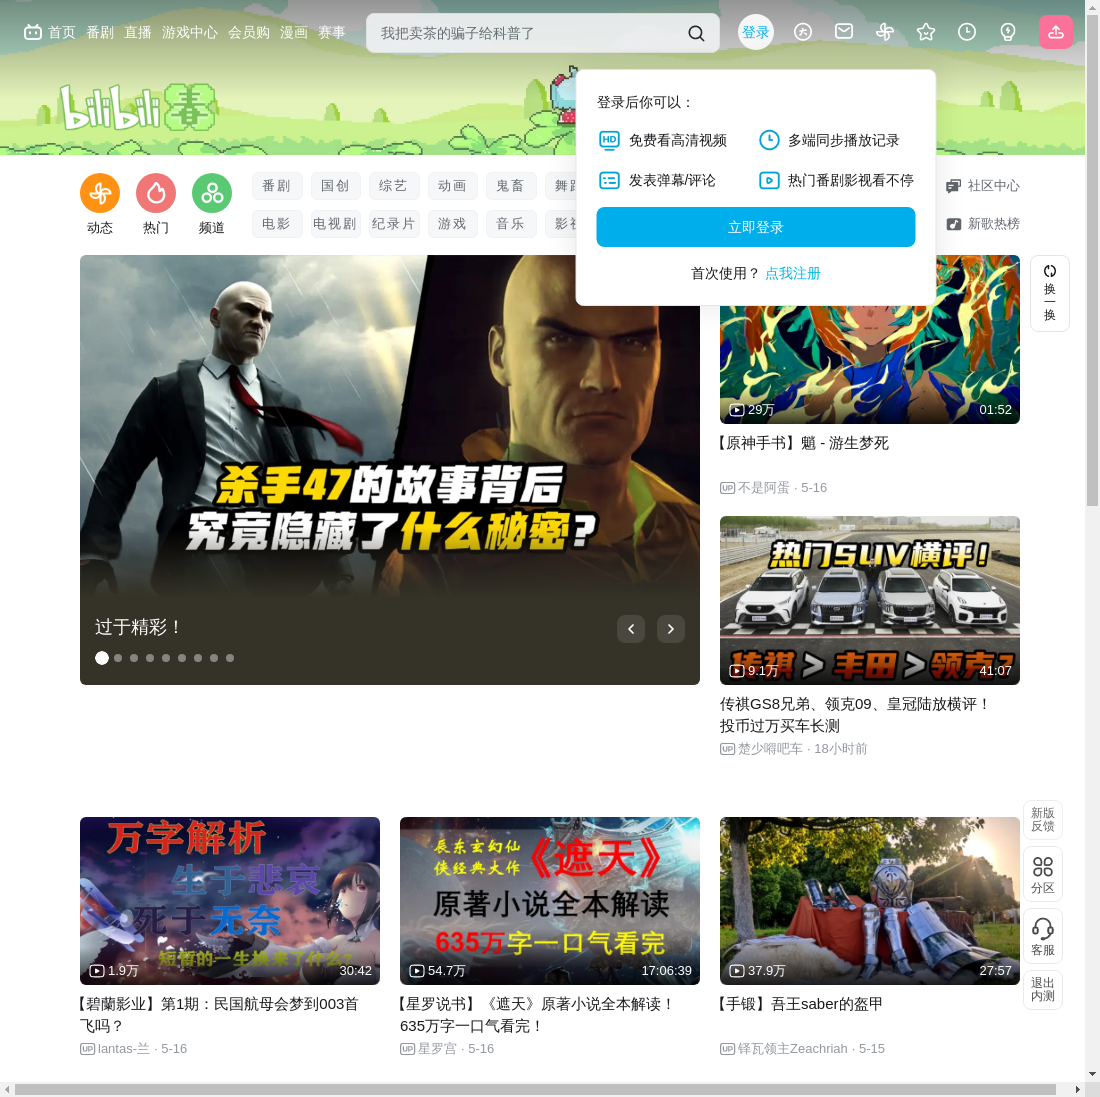 首页 番剧 直播 游戏中心 会员购 漫画 赛事
我把卖茶的骗子给科普了
登录
bilibili春
登录后你可以：
免费看高清视频 多端同步播放记录
发表弹幕/评论 热门番剧影视看不停
立即登录
首次使用？ 点我注册
动态 热门 频道
番剧 国创 综艺 动画 鬼畜
电影 电视剧 纪录片 游戏 音乐
社区中心
新歌热榜
换一换
杀手47的故事背后
究竟隐藏了什么秘密?
过于精彩！
29万 01:52
【原神手书】魈 - 游生梦死
不是阿蛋 · 5-16
热门SUV横评!
传祺 > 丰田 > 领克?
9.1万 41:07
传祺GS8兄弟、领克09、皇冠陆放横评！
投币过万买车长测
楚少嘚吧车 · 18小时前
万字解析
生于悲哀
死于无奈
短暂的一生换来了什么?
1.9万 30:42
【碧蘭影业】第1期：民国航母会梦到003首
飞吗？
lantas-兰 · 5-16
辰东玄幻仙
侠经典大作
《遮天》
原著小说全本解读
635万字一口气看完
54.7万 17:06:39
【星罗说书】《遮天》原著小说全本解读！
635万字一口气看完！
星罗宫 · 5-16
37.9万 27:57
【手锻】吾王saber的盔甲
铎瓦领主Zeachriah · 5-15
新版
反馈
分区
客服
退出
内测